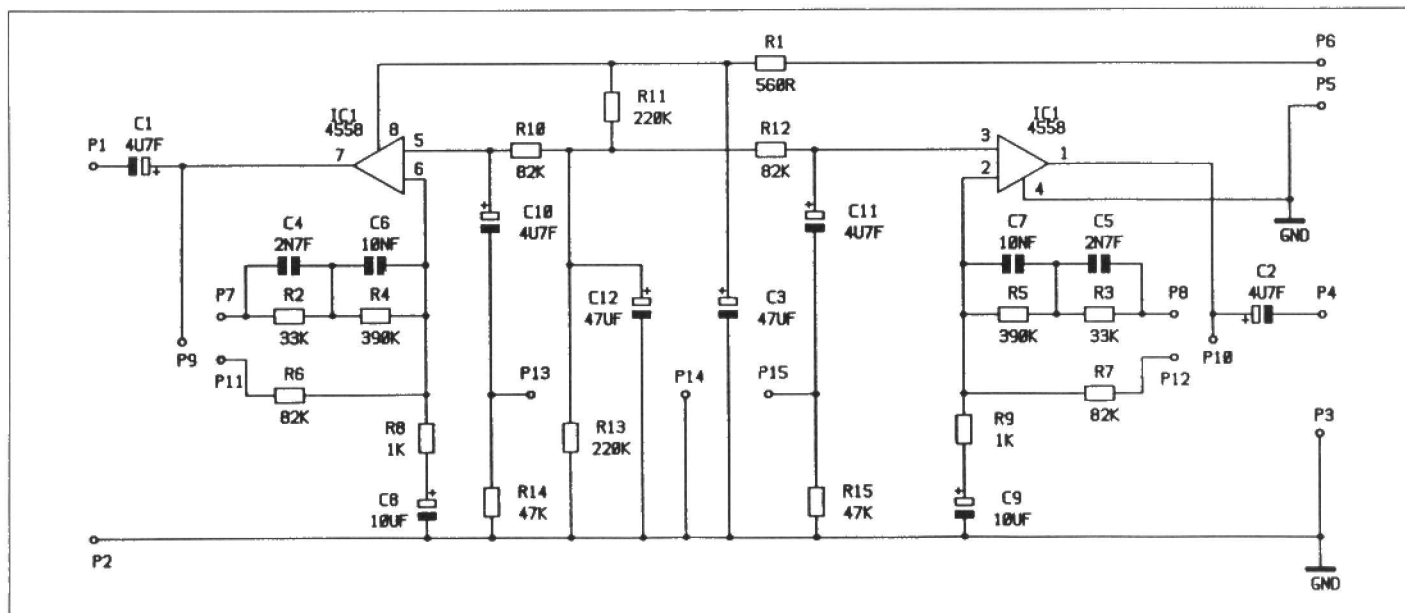 R1
560R
P6
P5
R11
220K
IC1
4558
8
7
5
6
R10
82K
R12
82K
IC1
4558
3
2
1
4
GND
P1
C1
4U7F
+
C4
2N7F
C6
10NF
+
C10
4U7F
C11
4U7F
+
C7
10NF
C5
2N7F
P7
R2
33K
R4
390K
C12
47UF
+
+
C3
47UF
R5
390K
R3
33K
P8
C2
4U7F
+
P4
P9
P11
R6
82K
P13
P14
P15
R7
82K
P12
P10
R8
1K
R13
220K
R9
1K
P3
C8
10UF
+
R14
47K
R15
47K
+
C9
10UF
P2
GND